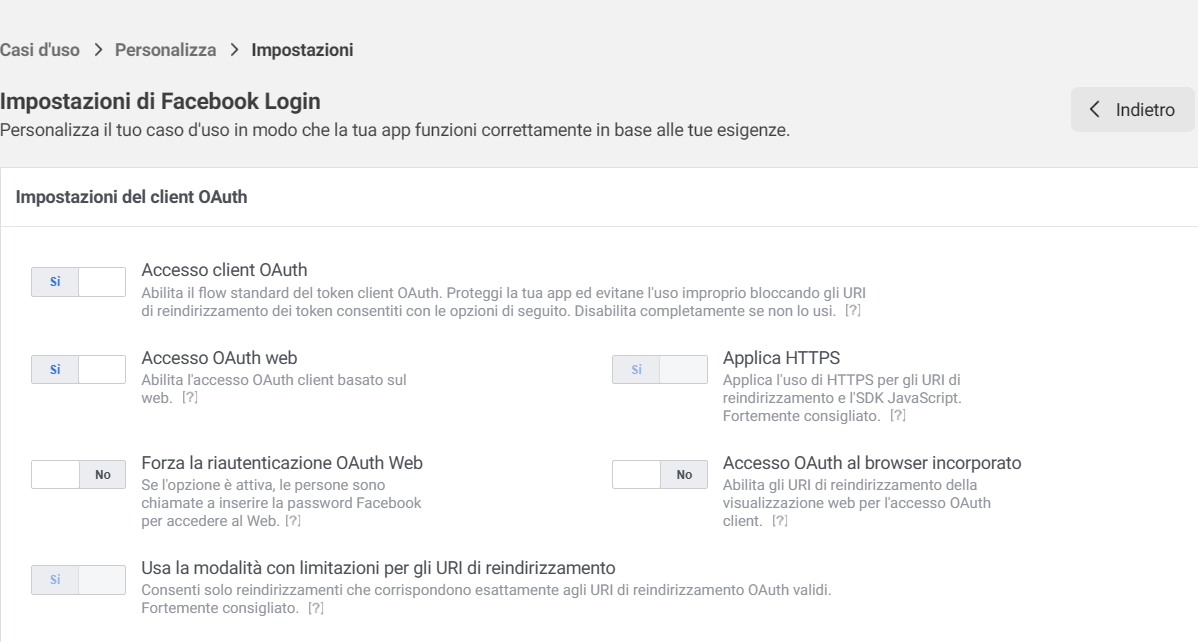 Casi d'uso > Personalizza > Impostazioni
Impostazioni di Facebook Login
Personalizza il tuo caso d'uso in modo che la tua app funzioni correttamente in base alle tue esigenze.
Indietro
Impostazioni del client OAuth
Sì
Accesso client OAuth
Abilita il flow standard del token client OAuth. Proteggi la tua app ed evitane l'uso improprio bloccando gli URI
di reindirizzamento dei token consentiti con le opzioni di seguito. Disabilita completamente se non lo usi. [?]
Sì
Accesso OAuth web
Abilita l'accesso OAuth client basato sul
web. [?]
Sì
Applica HTTPS
Applica l'uso di HTTPS per gli URI di
reindirizzamento e l'SDK JavaScript.
Fortemente consigliato. [?]
No
Forza la riautenticazione OAuth Web
Se l'opzione è attiva, le persone sono
chiamate a inserire la password Facebook
per accedere al Web. [?]
No
Accesso OAuth al browser incorporato
Abilita gli URI di reindirizzamento della
visualizzazione web per l'accesso OAuth
client. [?]
Sì
Usa la modalità con limitazioni per gli URI di reindirizzamento
Consenti solo reindirizzamenti che corrispondono esattamente agli URI di reindirizzamento OAuth validi.
Fortemente consigliato. [?]